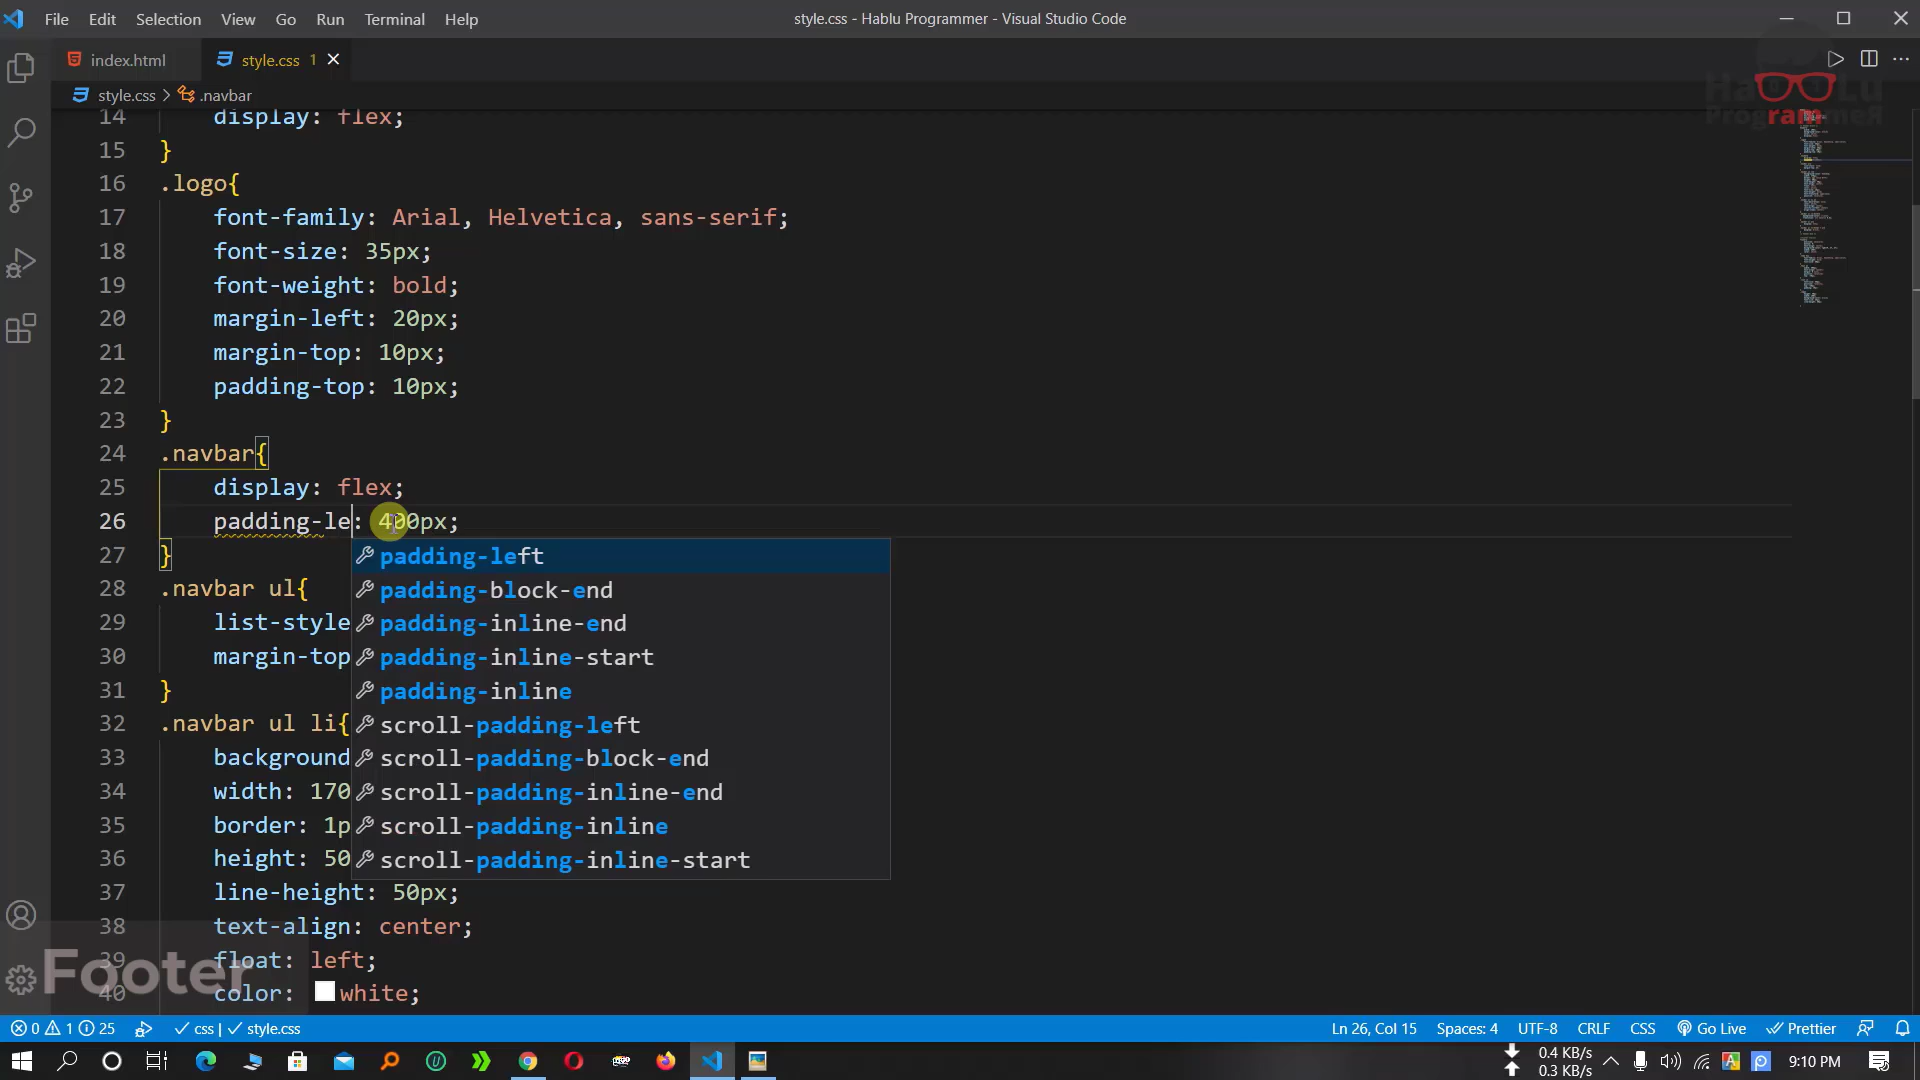 File Edit Selection View Go Run Terminal Help
style.css - Hablu Programmer - Visual Studio Code
index.html
style.css 1
style.css > .navbar
14 display: flex;
15 }
16 .logo{
17 font-family: Arial, Helvetica, sans-serif;
18 font-size: 35px;
19 font-weight: bold;
20 margin-left: 20px;
21 margin-top: 10px;
22 padding-top: 10px;
23 }
24 .navbar{
25 display: flex;
26 padding-le: 400px;
27 }
padding-left
padding-block-end
padding-inline-end
padding-inline-start
padding-inline
scroll-padding-left
scroll-padding-block-end
scroll-padding-inline-end
scroll-padding-inline
scroll-padding-inline-start
28 .navbar ul{
29 list-style
30 margin-top
31 }
32 .navbar ul li{
33 background
34 width: 170
35 border: 1p
36 height: 50
37 line-height: 50px;
38 text-align: center;
39 float: left;
40 color: white;
Footer
0 1 25 css | style.css
Ln 26, Col 15 Spaces: 4 UTF-8 CRLF CSS Go Live Prettier
0.4 KB/s
0.3 KB/s
9:10 PM